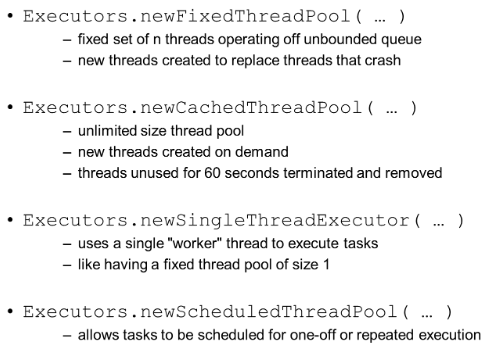 • Executors.newFixedThreadPool( … )
– fixed set of n threads operating off unbounded queue
– new threads created to replace threads that crash
• Executors.newCachedThreadPool( … )
– unlimited size thread pool
– new threads created on demand
– threads unused for 60 seconds terminated and removed
• Executors.newSingleThreadExecutor( … )
– uses a single "worker" thread to execute tasks
– like having a fixed thread pool of size 1
• Executors.newScheduledThreadPool( … )
– allows tasks to be scheduled for one-off or repeated execution